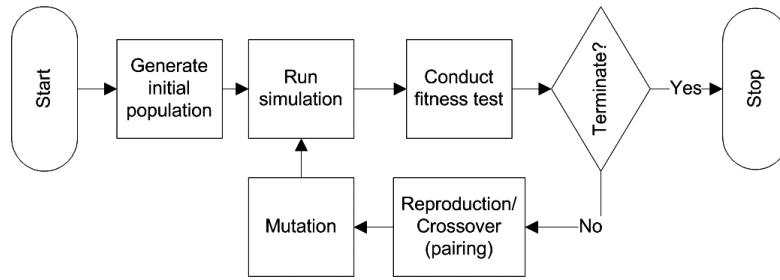 Start
Generate
initial
population
Run
simulation
Conduct
fitness test
Terminate?
Yes
Stop
No
Reproduction/
Crossover
(pairing)
Mutation